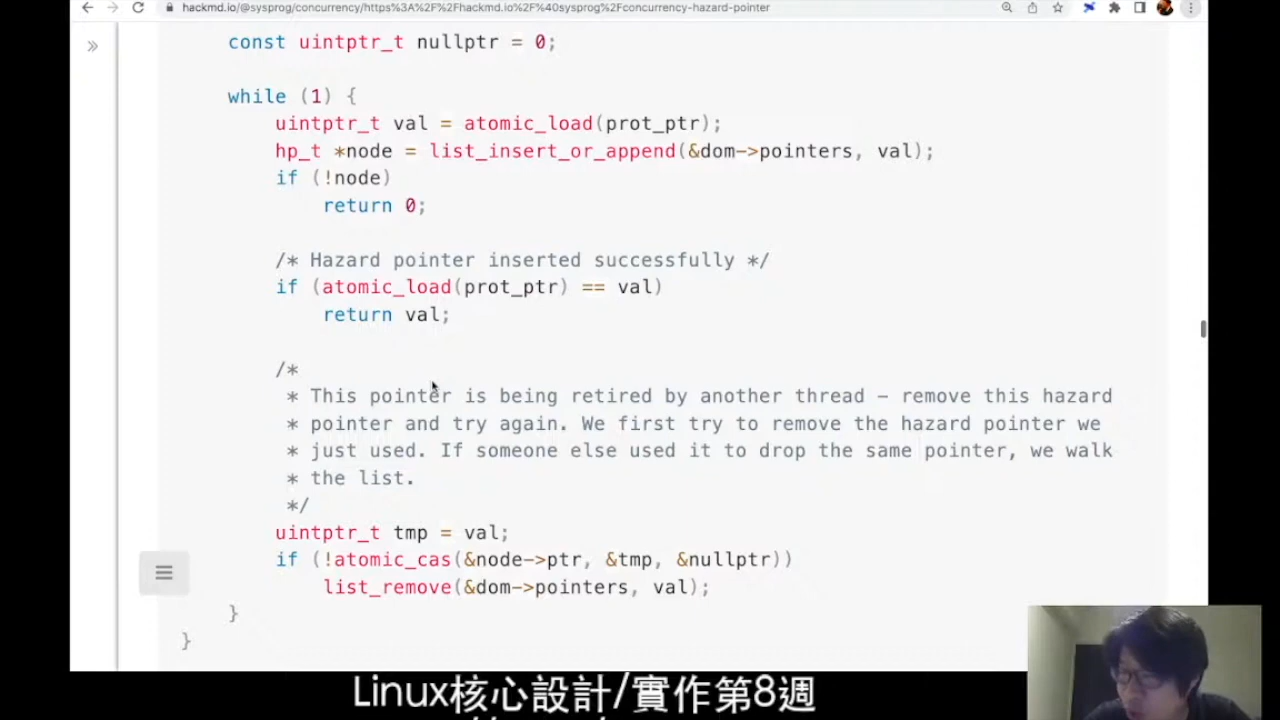 hackmd.io/@sysprog/concurrency/https%3A%2F%2Fhackmd.io%2F%40sysprog%2Fconcurrency-hazard-pointer
const uintptr_t nullptr = 0;
while (1) {
uintptr_t val = atomic_load(prot_ptr);
hp_t *node = list_insert_or_append(&dom->pointers, val);
if (!node)
return 0;
/* Hazard pointer inserted successfully */
if (atomic_load(prot_ptr) == val)
return val;
/*
* This pointer is being retired by another thread – remove this hazard
* pointer and try again. We first try to remove the hazard pointer we
* just used. If someone else used it to drop the same pointer, we walk
* the list.
*/
uintptr_t tmp = val;
if (!atomic_cas(&node->ptr, &tmp, &nullptr))
list_remove(&dom->pointers, val);
}
}
Linux核心設計/實作第8週